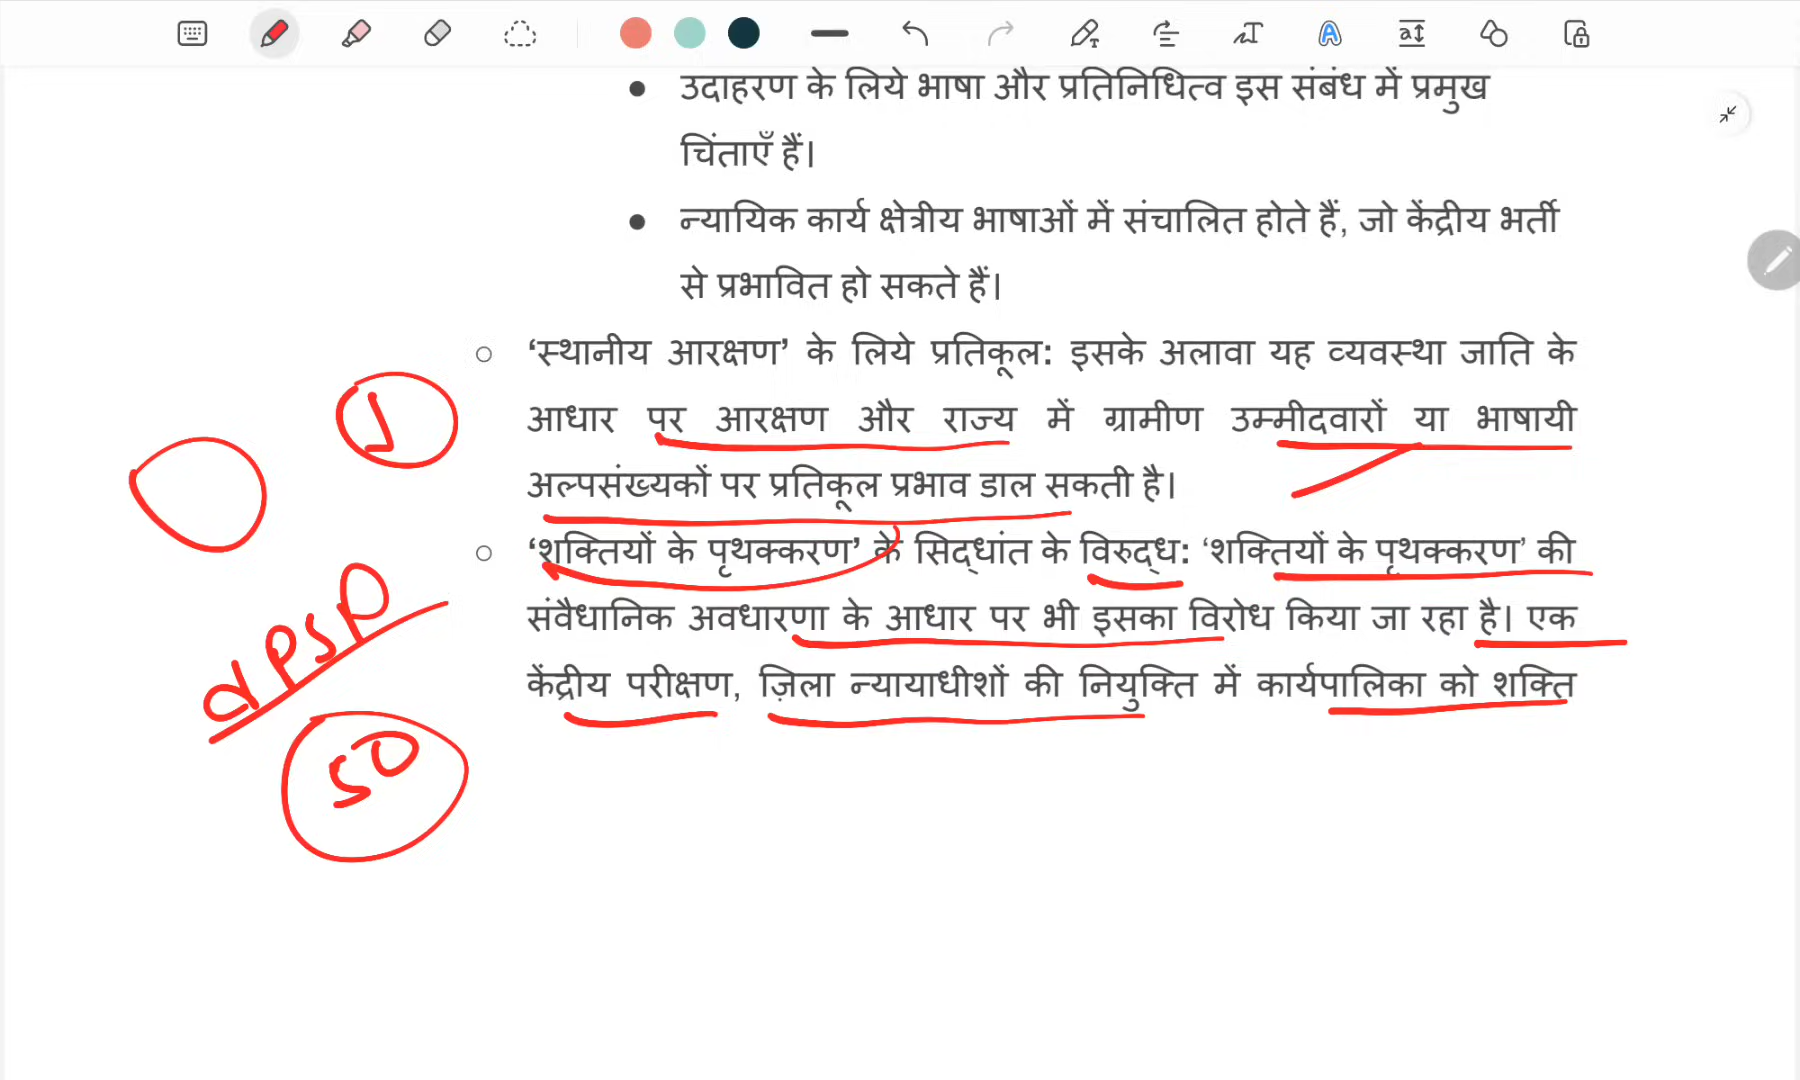 उदाहरण के लिये भाषा और प्रतिनिधित्व इस संबंध में प्रमुख
चिंताएँ हैं।
न्यायिक कार्य क्षेत्रीय भाषाओं में संचालित होते हैं, जो केंद्रीय भर्ती
से प्रभावित हो सकते हैं।
‘स्थानीय आरक्षण’ के लिये प्रतिकूल: इसके अलावा यह व्यवस्था जाति के
आधार पर आरक्षण और राज्य में ग्रामीण उम्मीदवारों या भाषायी
अल्पसंख्यकों पर प्रतिकूल प्रभाव डाल सकती है।
‘शक्तियों के पृथक्करण’ के सिद्धांत के विरुद्ध: ‘शक्तियों के पृथक्करण’ की
संवैधानिक अवधारणा के आधार पर भी इसका विरोध किया जा रहा है। एक
केंद्रीय परीक्षण, ज़िला न्यायाधीशों की नियुक्ति में कार्यपालिका को शक्ति
J
dPSP
50